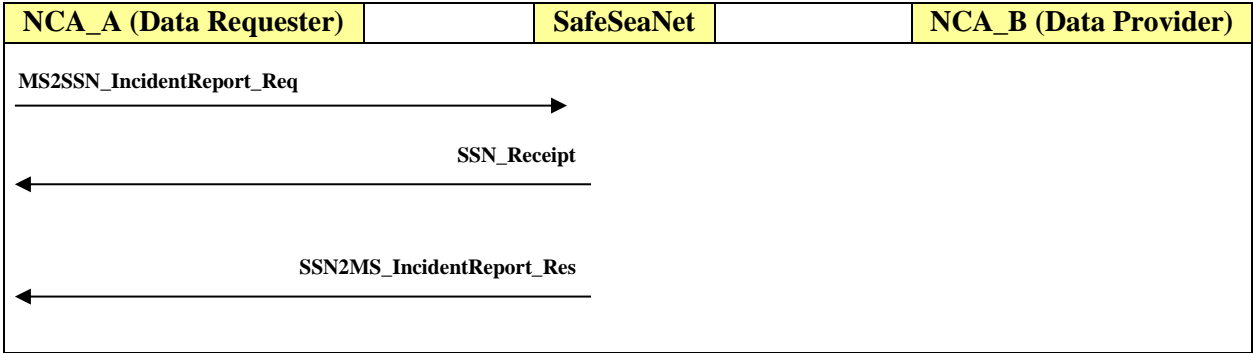 NCA_A (Data Requester) SafeSeaNet NCA_B (Data Provider)
MS2SSN_IncidentReport_Req
SSN_Receipt
SSN2MS_IncidentReport_Res